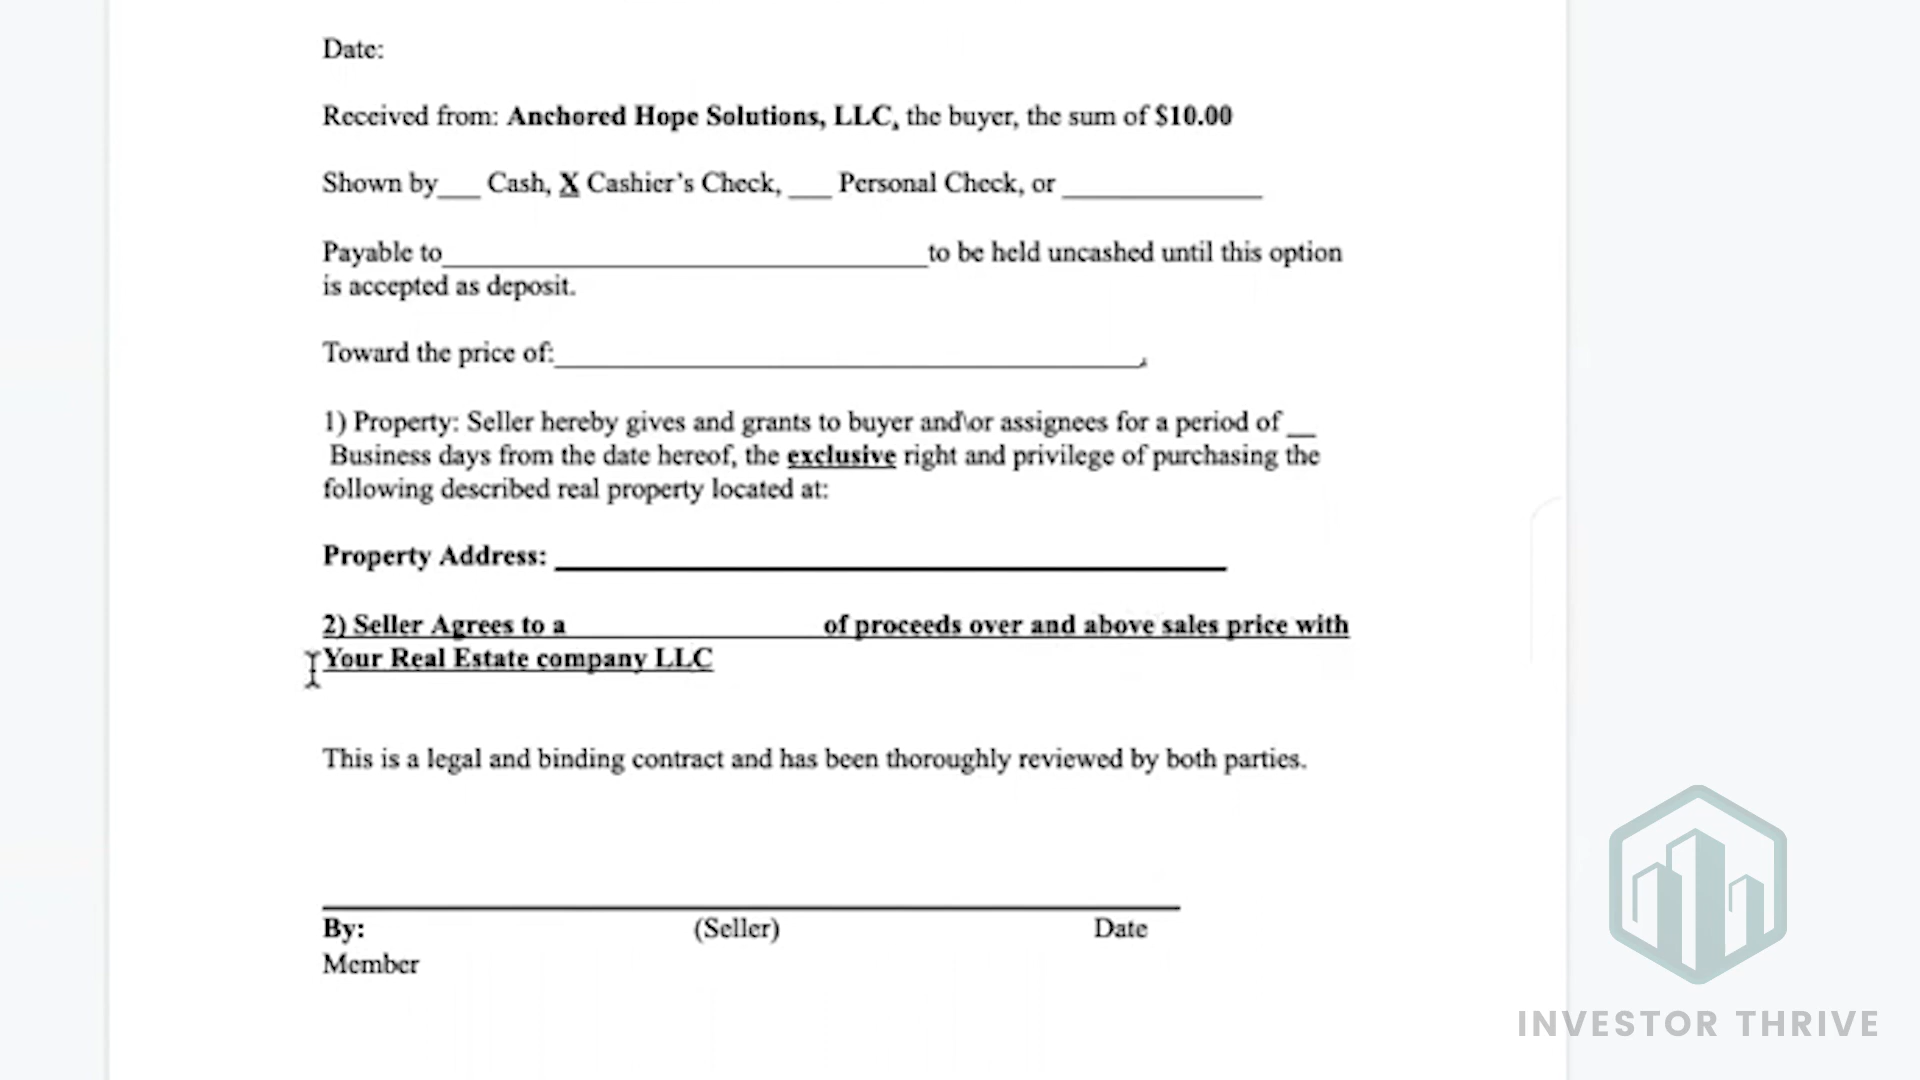 Date:
Received from: Anchored Hope Solutions, LLC, the buyer, the sum of $10.00
Shown by___ Cash, X Cashier's Check, ___ Personal Check, or ______________
Payable to__________________________________to be held uncashed until this option
is accepted as deposit.
Toward the price of:__________________________________________,
1) Property: Seller hereby gives and grants to buyer and\or assignees for a period of __
Business days from the date hereof, the exclusive right and privilege of purchasing the
following described real property located at:
Property Address: ________________________________________________
2) Seller Agrees to a __________________ of proceeds over and above sales price with
Your Real Estate company LLC
This is a legal and binding contract and has been thoroughly reviewed by both parties.
By: (Seller) Date
Member
INVESTOR THRIVE